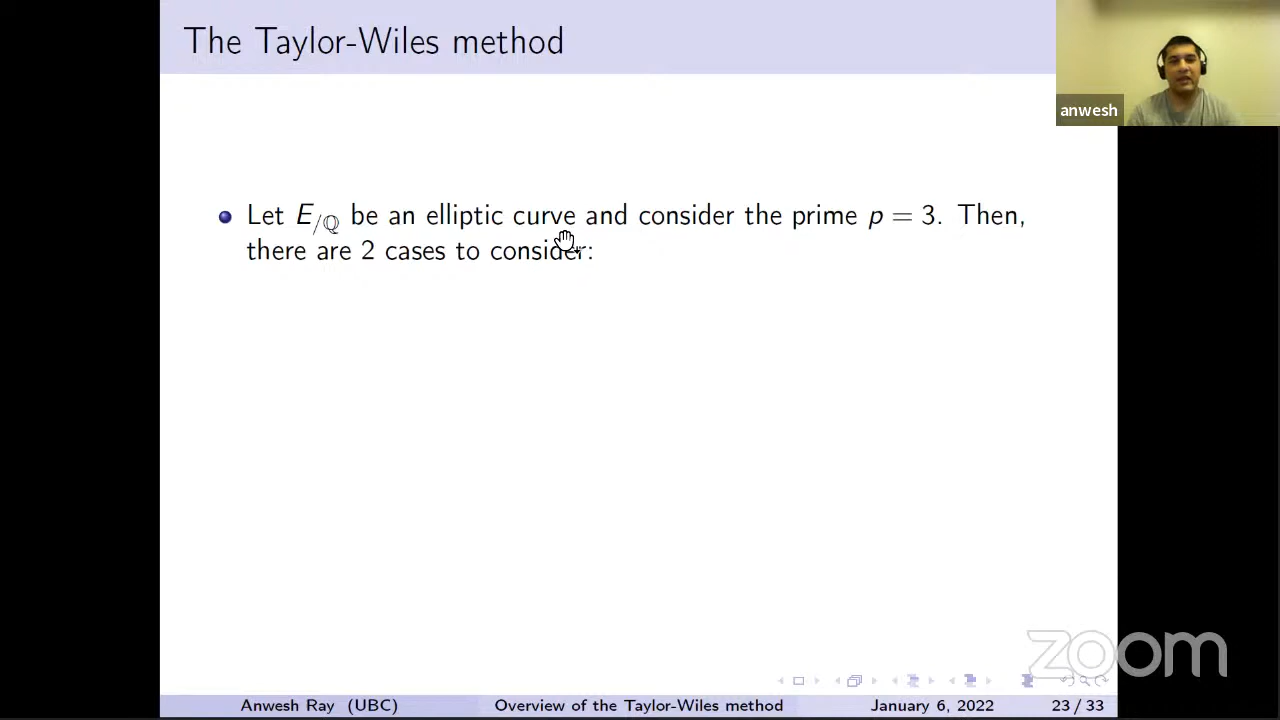 The Taylor-Wiles method
anwesh
Let E/ℚ be an elliptic curve and consider the prime p = 3. Then,
there are 2 cases to consider:
zoom
Anwesh Ray (UBC) Overview of the Taylor-Wiles method January 6, 2022 23 / 33